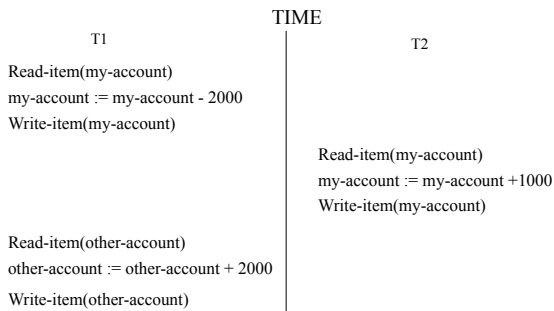 TIME
T1
T2
Read-item(my-account)
my-account := my-account - 2000
Write-item(my-account)
Read-item(my-account)
my-account := my-account +1000
Write-item(my-account)
Read-item(other-account)
other-account := other-account + 2000
Write-item(other-account)